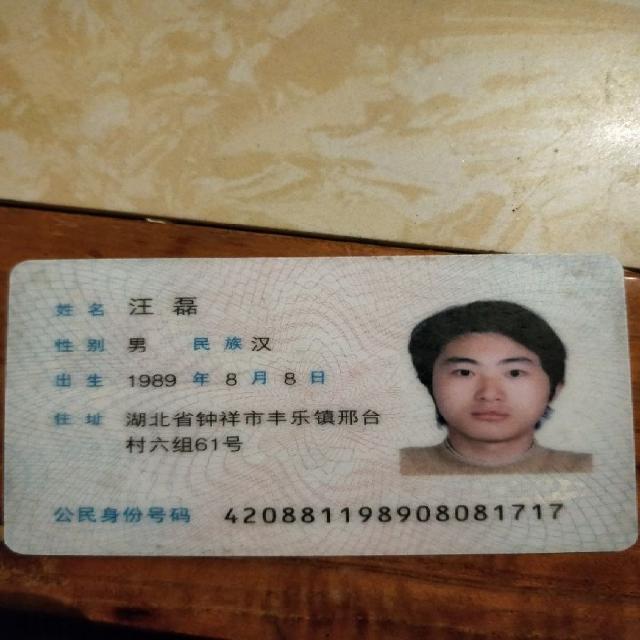 姓名 汪磊
性别 男 民族 汉
出生 1989 年 8 月 8 日
住址 湖北省钟祥市丰乐镇邢台
村六组61号
公民身份号码 420881198908081717